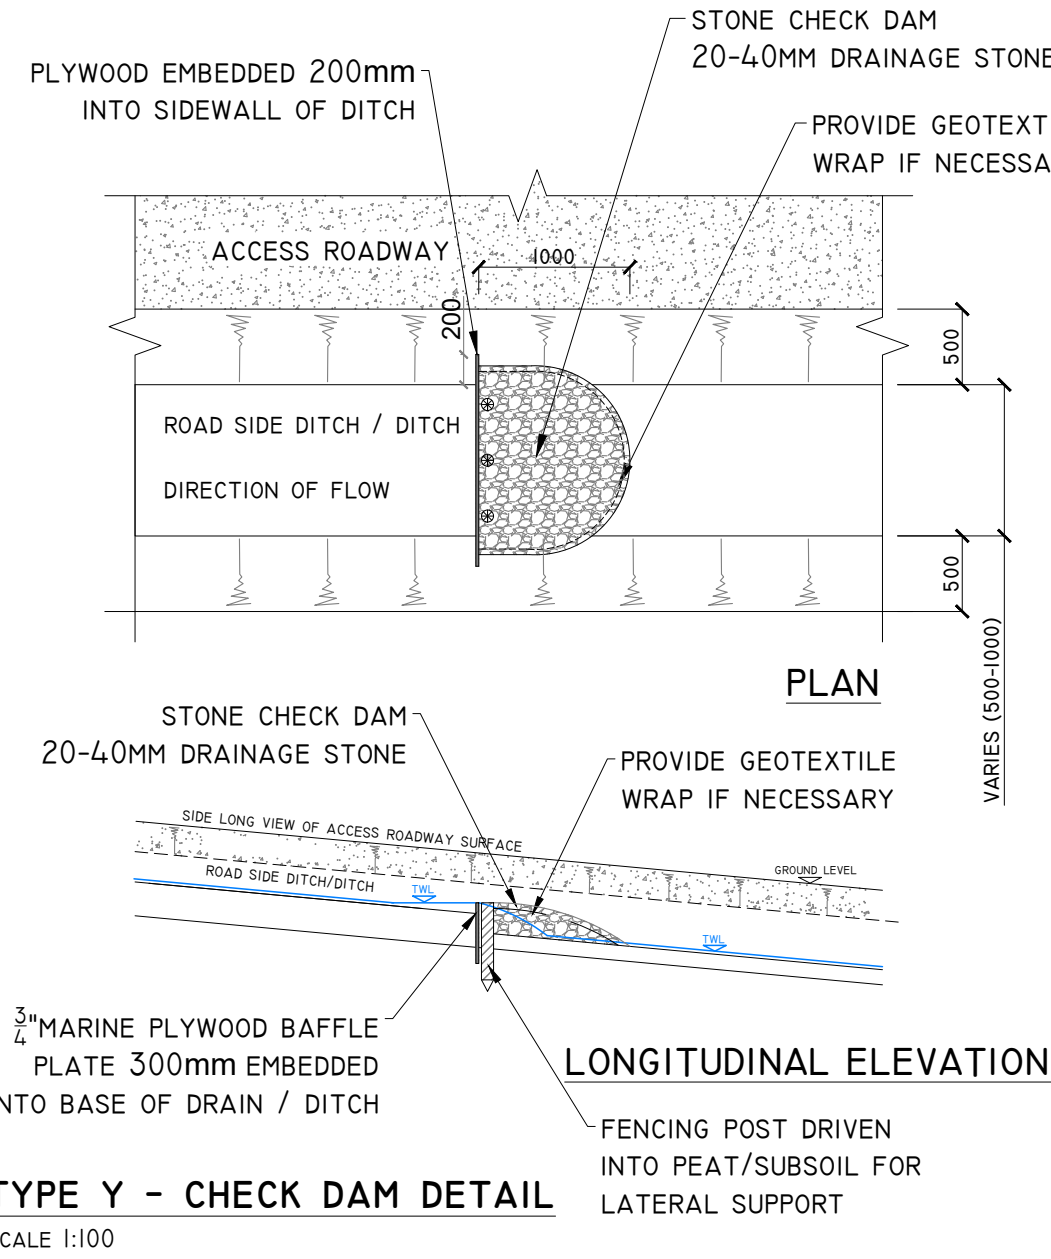 STONE CHECK DAM
20-40MM DRAINAGE STONE
PLYWOOD EMBEDDED 200mm
INTO SIDEWALL OF DITCH
PROVIDE GEOTEXT
WRAP IF NECESSA
ACCESS ROADWAY
1000
200
500
ROAD SIDE DITCH / DITCH
DIRECTION OF FLOW
500
VARIES (500-1000)
PLAN
STONE CHECK DAM
20-40MM DRAINAGE STONE
PROVIDE GEOTEXTILE
WRAP IF NECESSARY
SIDE LONG VIEW OF ACCESS ROADWAY SURFACE
GROUND LEVEL
ROAD SIDE DITCH/DITCH
TWL
TWL
3/4"MARINE PLYWOOD BAFFLE
PLATE 300mm EMBEDDED
NTO BASE OF DRAIN / DITCH
LONGITUDINAL ELEVATION
FENCING POST DRIVEN
INTO PEAT/SUBSOIL FOR
LATERAL SUPPORT
TYPE Y - CHECK DAM DETAIL
CALE 1:100